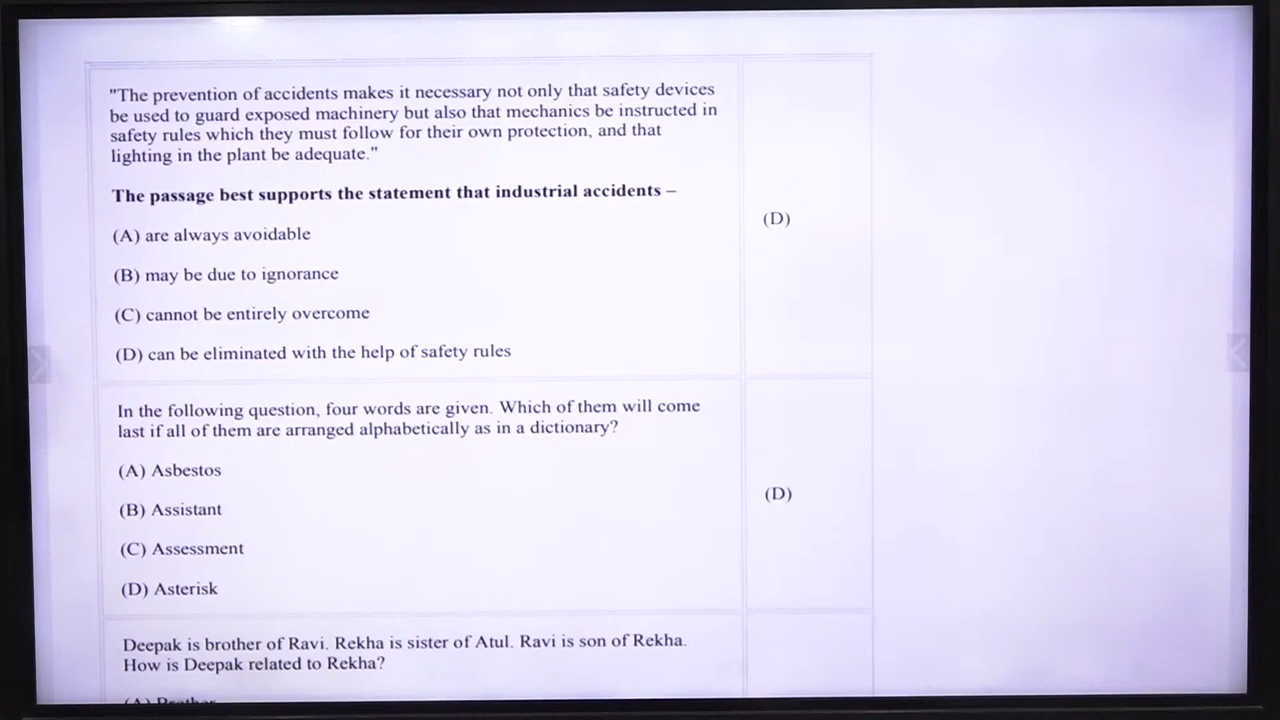 "The prevention of accidents makes it necessary not only that safety devices
be used to guard exposed machinery but also that mechanics be instructed in
safety rules which they must follow for their own protection, and that
lighting in the plant be adequate."
The passage best supports the statement that industrial accidents –
(A) are always avoidable
(B) may be due to ignorance
(C) cannot be entirely overcome
(D) can be eliminated with the help of safety rules
(D)
In the following question, four words are given. Which of them will come
last if all of them are arranged alphabetically as in a dictionary?
(A) Asbestos
(B) Assistant
(C) Assessment
(D) Asterisk
(D)
Deepak is brother of Ravi. Rekha is sister of Atul. Ravi is son of Rekha.
How is Deepak related to Rekha?
(A) Brother